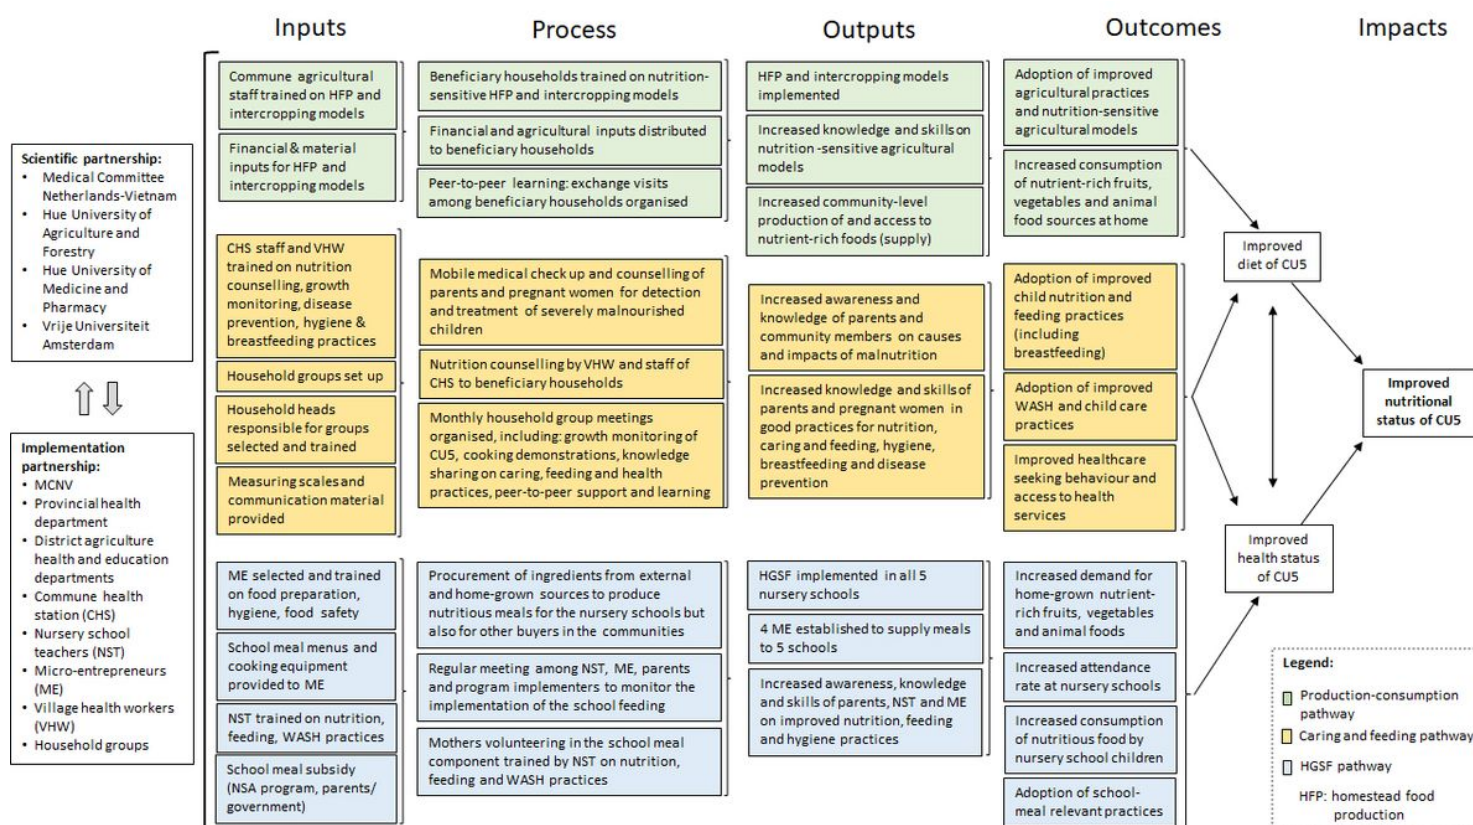 Inputs
Process
Outputs
Outcomes
Impacts
Scientific partnership:
• Medical Committee
Netherlands-Vietnam
• Hue University of
Agriculture and
Forestry
• Hue University of
Medicine and
Pharmacy
• Vrije Universiteit
Amsterdam
Implementation
partnership:
• MCNV
• Provincial health
department
• District agriculture
health and education
departments
• Commune health
station (CHS)
• Nursery school
teachers (NST)
• Micro-entrepreneurs
(ME)
• Village health workers
(VHW)
• Household groups
Commune agricultural
staff trained on HFP and
intercropping models
Financial & material
inputs for HFP and
intercropping models
Beneficiary households trained on nutrition-
sensitive HFP and intercropping models
Financial and agricultural inputs distributed
to beneficiary households
Peer-to-peer learning: exchange visits
among beneficiary households organised
HFP and intercropping models
implemented
Increased knowledge and skills on
nutrition -sensitive agricultural
models
Increased community-level
production of and access to
nutrient-rich foods (supply)
Adoption of improved
agricultural practices
and nutrition-sensitive
agricultural models
Increased consumption
of nutrient-rich fruits,
vegetables and animal
food sources at home
CHS staff and VHW
trained on nutrition
counselling, growth
monitoring, disease
prevention, hygiene &
breastfeeding practices
Household groups set up
Household heads
responsible for groups
selected and trained
Measuring scales and
communication material
provided
Mobile medical check up and counselling of
parents and pregnant women for detection
and treatment of severely malnourished
children
Nutrition counselling by VHW and staff of
CHS to beneficiary households
Monthly household group meetings
organised, including: growth monitoring of
CU5, cooking demonstrations, knowledge
sharing on caring, feeding and health
practices, peer-to-peer support and learning
Increased awareness and
knowledge of parents and
community members on causes
and impacts of malnutrition
Increased knowledge and skills of
parents and pregnant women in
good practices for nutrition,
caring and feeding, hygiene,
breastfeeding and disease
prevention
Adoption of improved
child nutrition and
feeding practices
(including
breastfeeding)
Adoption of improved
WASH and child care
practices
Improved healthcare
seeking behaviour and
access to health
services
ME selected and trained
on food preparation,
hygiene, food safety
School meal menus and
cooking equipment
provided to ME
NST trained on nutrition,
feeding, WASH practices
School meal subsidy
(NSA program, parents/
government)
Procurement of ingredients from external
and home-grown sources to produce
nutritious meals for the nursery schools but
also for other buyers in the communities
Regular meeting among NST, ME, parents
and program implementers to monitor the
implementation of the school feeding
Mothers volunteering in the school meal
component trained by NST on nutrition,
feeding and WASH practices
HGSF implemented in all 5
nursery schools
4 ME established to supply meals
to 5 schools
Increased awareness, knowledge
and skills of parents, NST and ME
on improved nutrition, feeding
and hygiene practices
Increased demand for
home-grown nutrient-
rich fruits, vegetables
and animal foods
Increased attendance
rate at nursery schools
Increased consumption
of nutritious food by
nursery school children
Adoption of school-
meal relevant practices
Improved
diet of CU5
Improved
health status
of CU5
Improved
nutritional
status of CU5
Legend:
Production-consumption
pathway
Caring and feeding pathway
HGSF pathway
HFP: homestead food
production